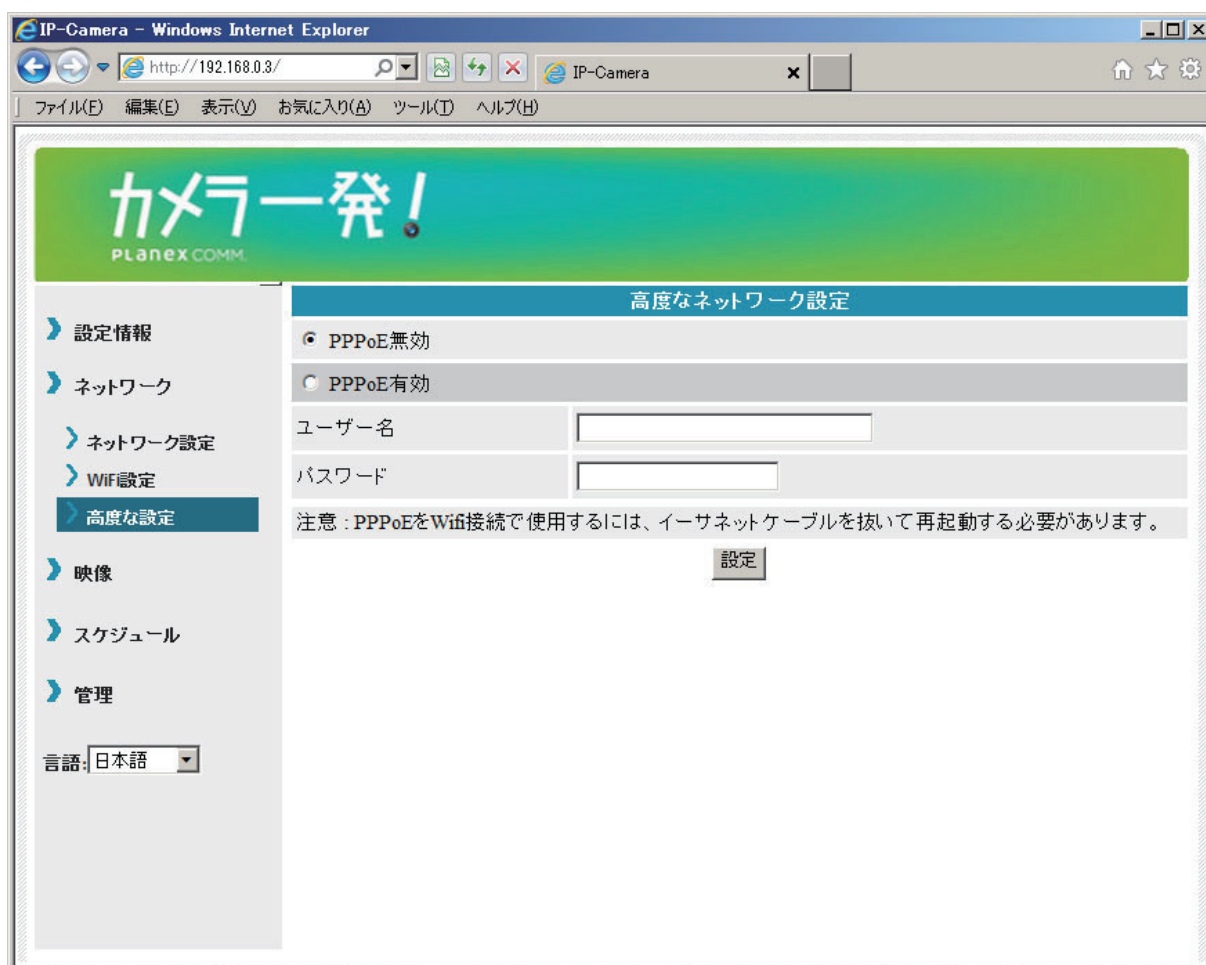 IP-Camera - Windows Internet Explorer
http://192.168.0.3/
IP-Camera
ファイル(F) 編集(E) 表示(V) お気に入り(A) ツール(T) ヘルプ(H)
カメラ一発!
PLANEX COMM.
設定情報
ネットワーク
ネットワーク設定
WiFi設定
高度な設定
映像
スケジュール
管理
言語:日本語
高度なネットワーク設定
PPPoE無効
PPPoE有効
ユーザー名
パスワード
注意 : PPPoEをWifi接続で使用するには、イーサネットケーブルを抜いて再起動する必要があります。
設定